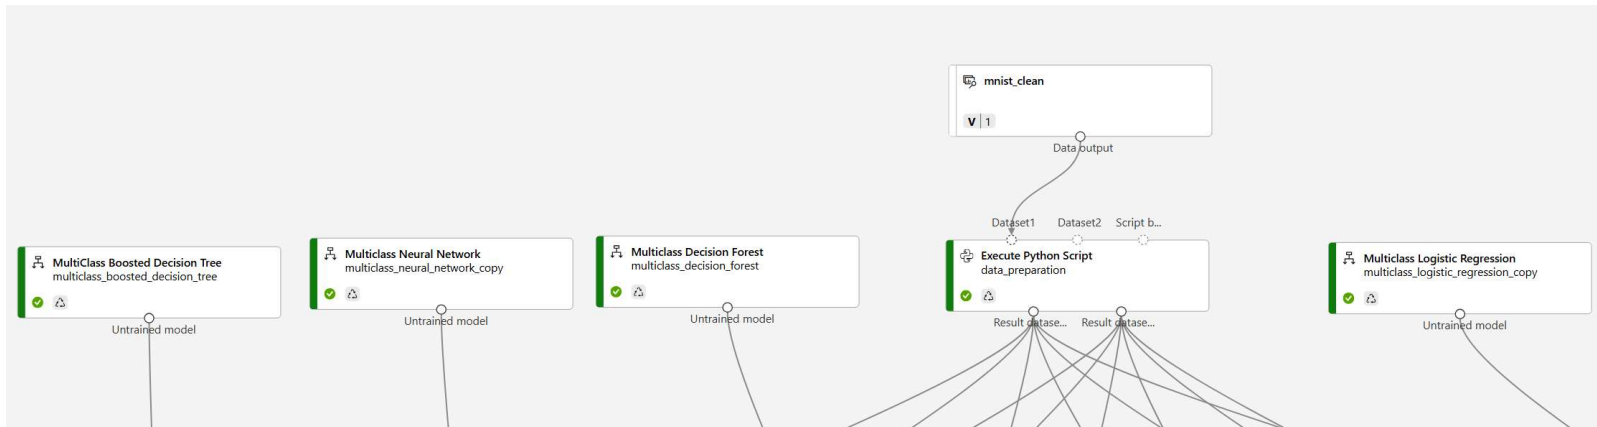 mnist_clean
V 1
Data output
Dataset1 Dataset2 Script b...
MultiClass Boosted Decision Tree
multiclass_boosted_decision_tree
Untrained model
Multiclass Neural Network
multiclass_neural_network_copy
Untrained model
Multiclass Decision Forest
multiclass_decision_forest
Untrained model
Execute Python Script
data_preparation
Result datase... Result datase...
Multiclass Logistic Regression
multiclass_logistic_regression_copy
Untrained model